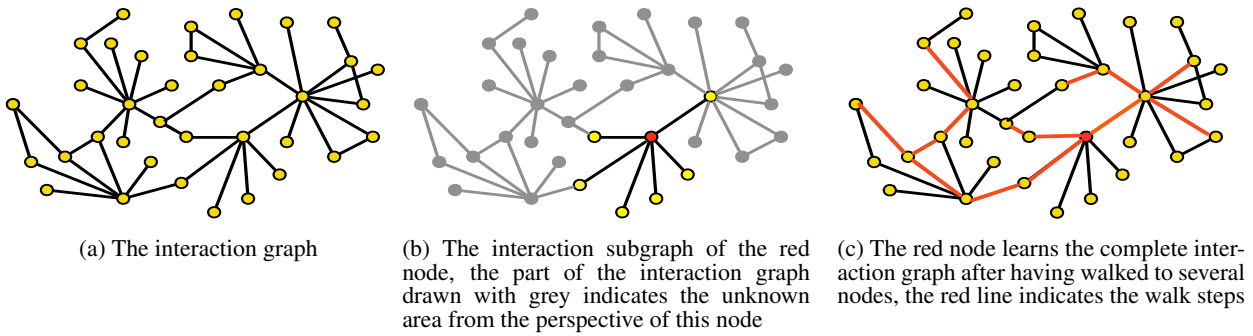 (a) The interaction graph
(b) The interaction subgraph of the red
node, the part of the interaction graph
drawn with grey indicates the unknown
area from the perspective of this node
(c) The red node learns the complete inter-
action graph after having walked to several
nodes, the red line indicates the walk steps